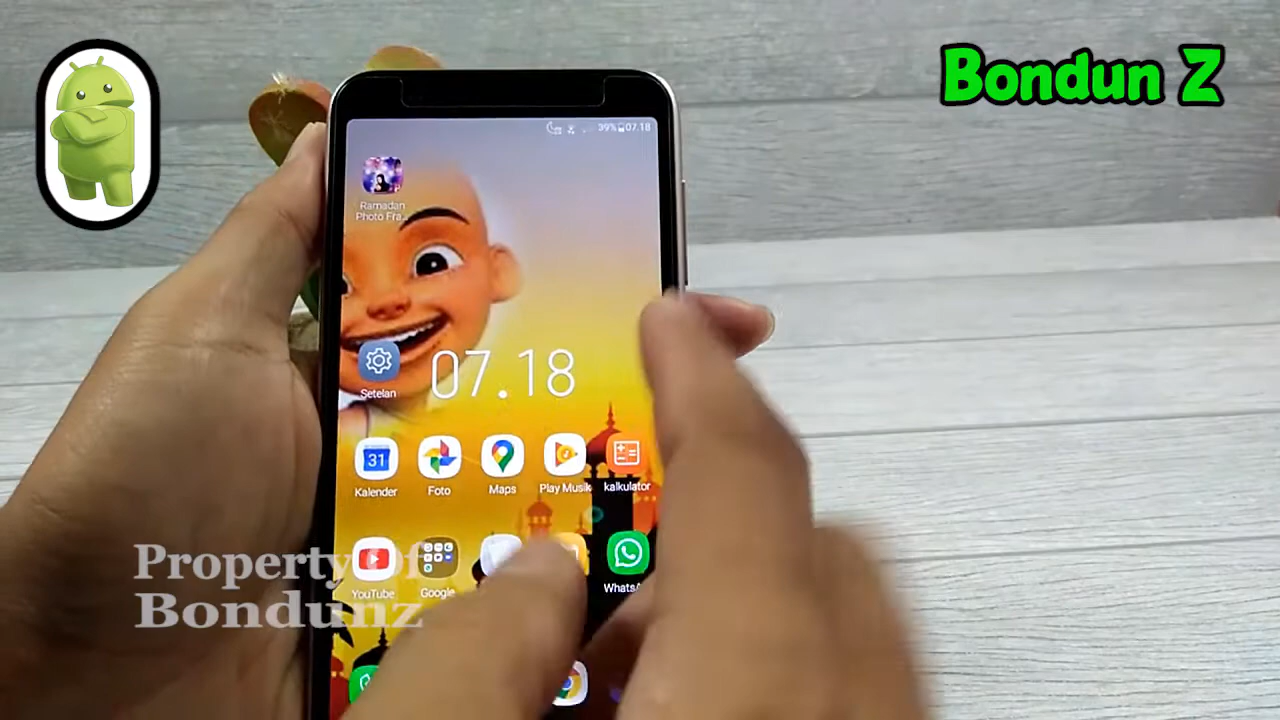 Bondun Z
39% 07.18
Ramadan
Photo Fra..
07.18
Setelan
31
Kalender
Foto
Maps
Play Musik
kalkulator
YouTube
Google
WhatsA
Property Of
Bondunz